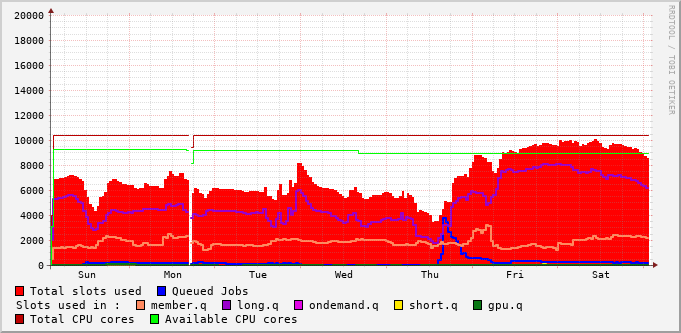 20000
18000
16000
14000
12000
10000
8000
6000
4000
2000
0
Sun Mon Tue Wed Thu Fri Sat
RRDTOOL / TOBI OETIKER
Total slots used Queued Jobs
Slots used in : member.q long.q ondemand.q short.q gpu.q
Total CPU cores Available CPU cores